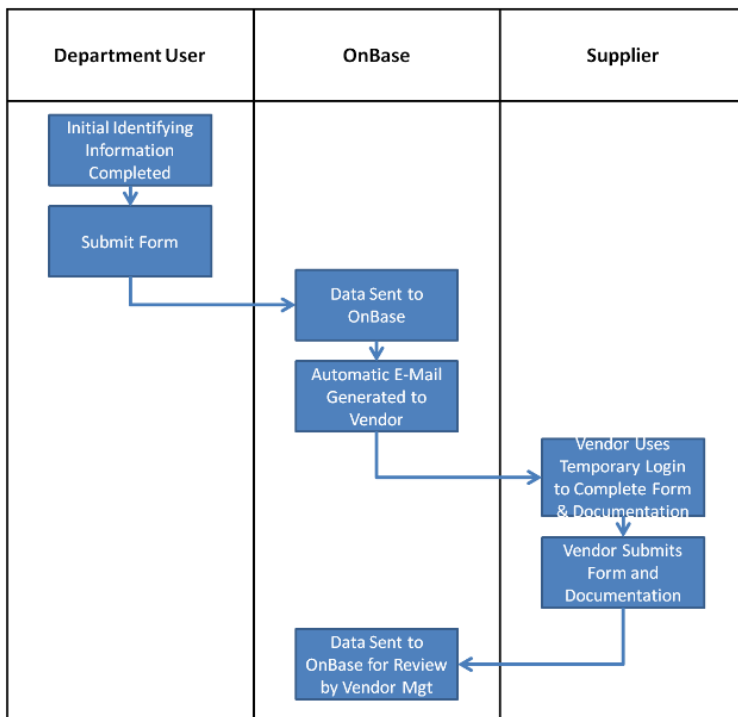 Department User
OnBase
Supplier
Initial Identifying
Information
Completed
Submit Form
Data Sent to
OnBase
Automatic E-Mail
Generated to
Vendor
Vendor Uses
Temporary Login
to Complete Form
& Documentation
Vendor Submits
Form and
Documentation
Data Sent to
OnBase for Review
by Vendor Mgt